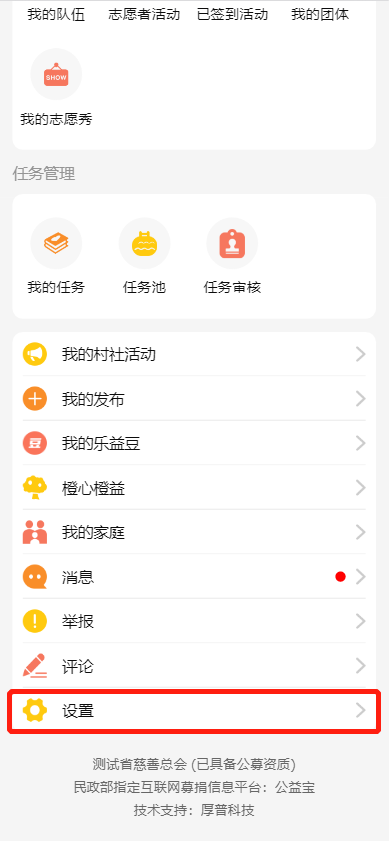 我的队伍 志愿者活动 已签到活动 我的团体
SHOW
我的志愿秀
任务管理
我的任务 任务池 任务审核
我的村社活动
我的发布
豆 我的乐益豆
橙心橙益
我的家庭
消息
举报
评论
设置
测试省慈善总会 (已具备公募资质)
民政部指定互联网募捐信息平台：公益宝
技术支持：厚普科技